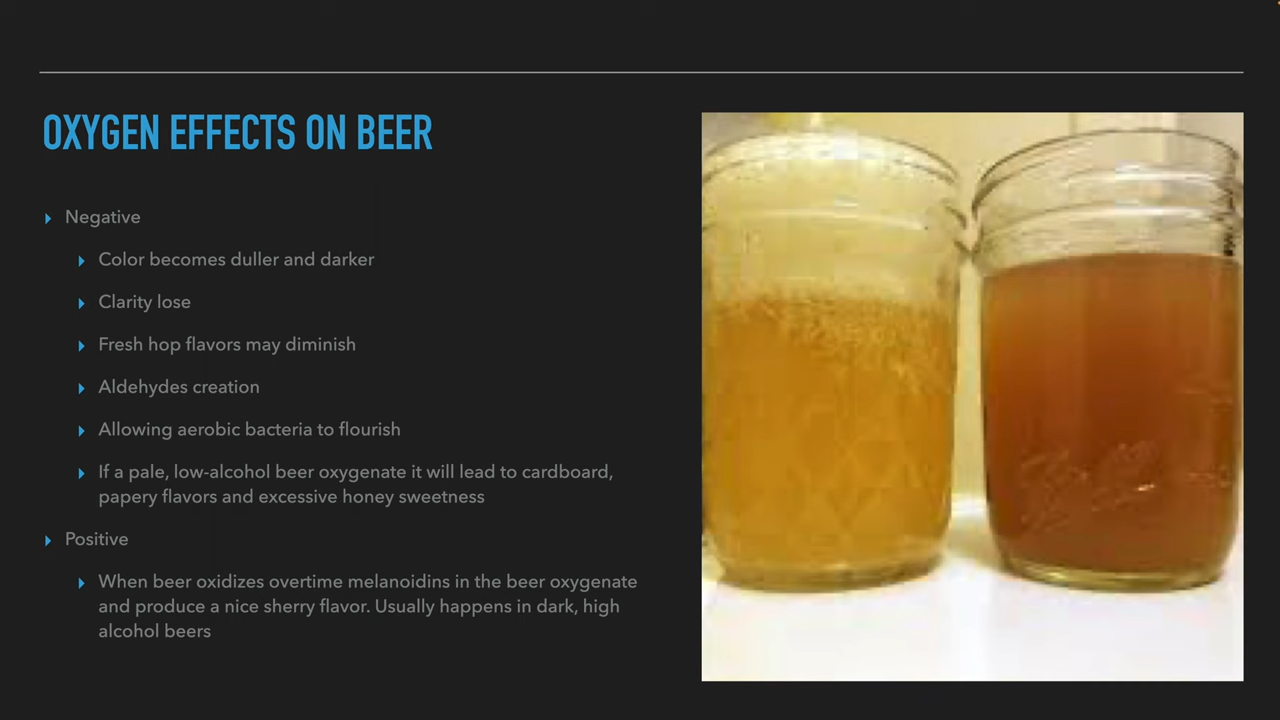 OXYGEN EFFECTS ON BEER
Negative
Color becomes duller and darker
Clarity lose
Fresh hop flavors may diminish
Aldehydes creation
Allowing aerobic bacteria to flourish
If a pale, low-alcohol beer oxygenate it will lead to cardboard,
papery flavors and excessive honey sweetness
Positive
When beer oxidizes overtime melanoidins in the beer oxygenate
and produce a nice sherry flavor. Usually happens in dark, high
alcohol beers